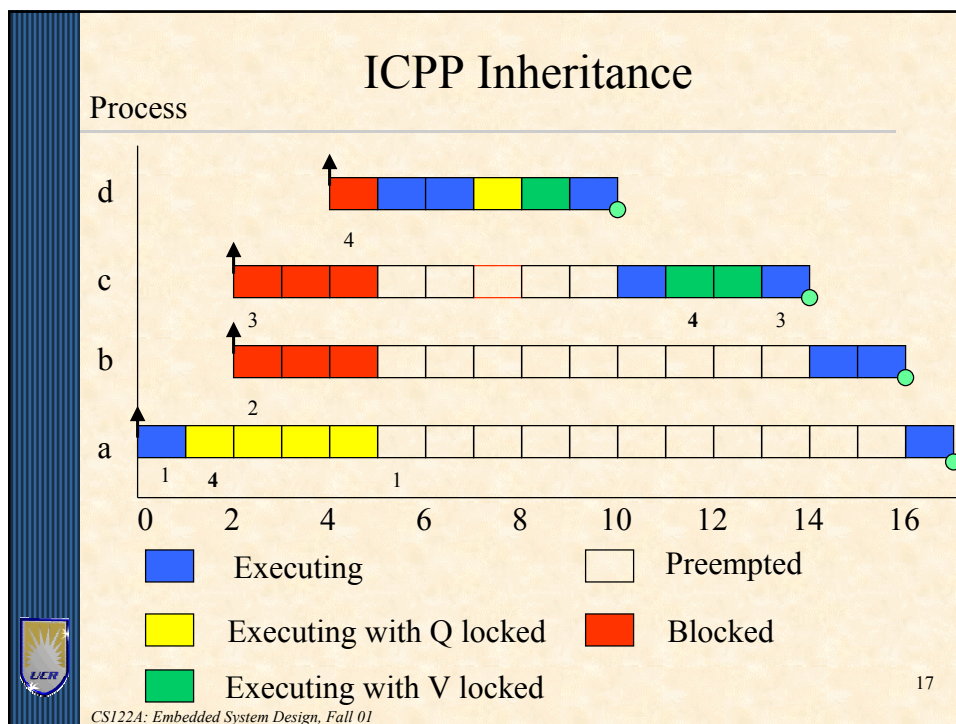 ICPP Inheritance
Process
d
4
c
3 4 3
b
2
a
1 4 1
0 2 4 6 8 10 12 14 16
Executing Preempted
Executing with Q locked Blocked
Executing with V locked
UCR
17
CS122A: Embedded System Design, Fall 01